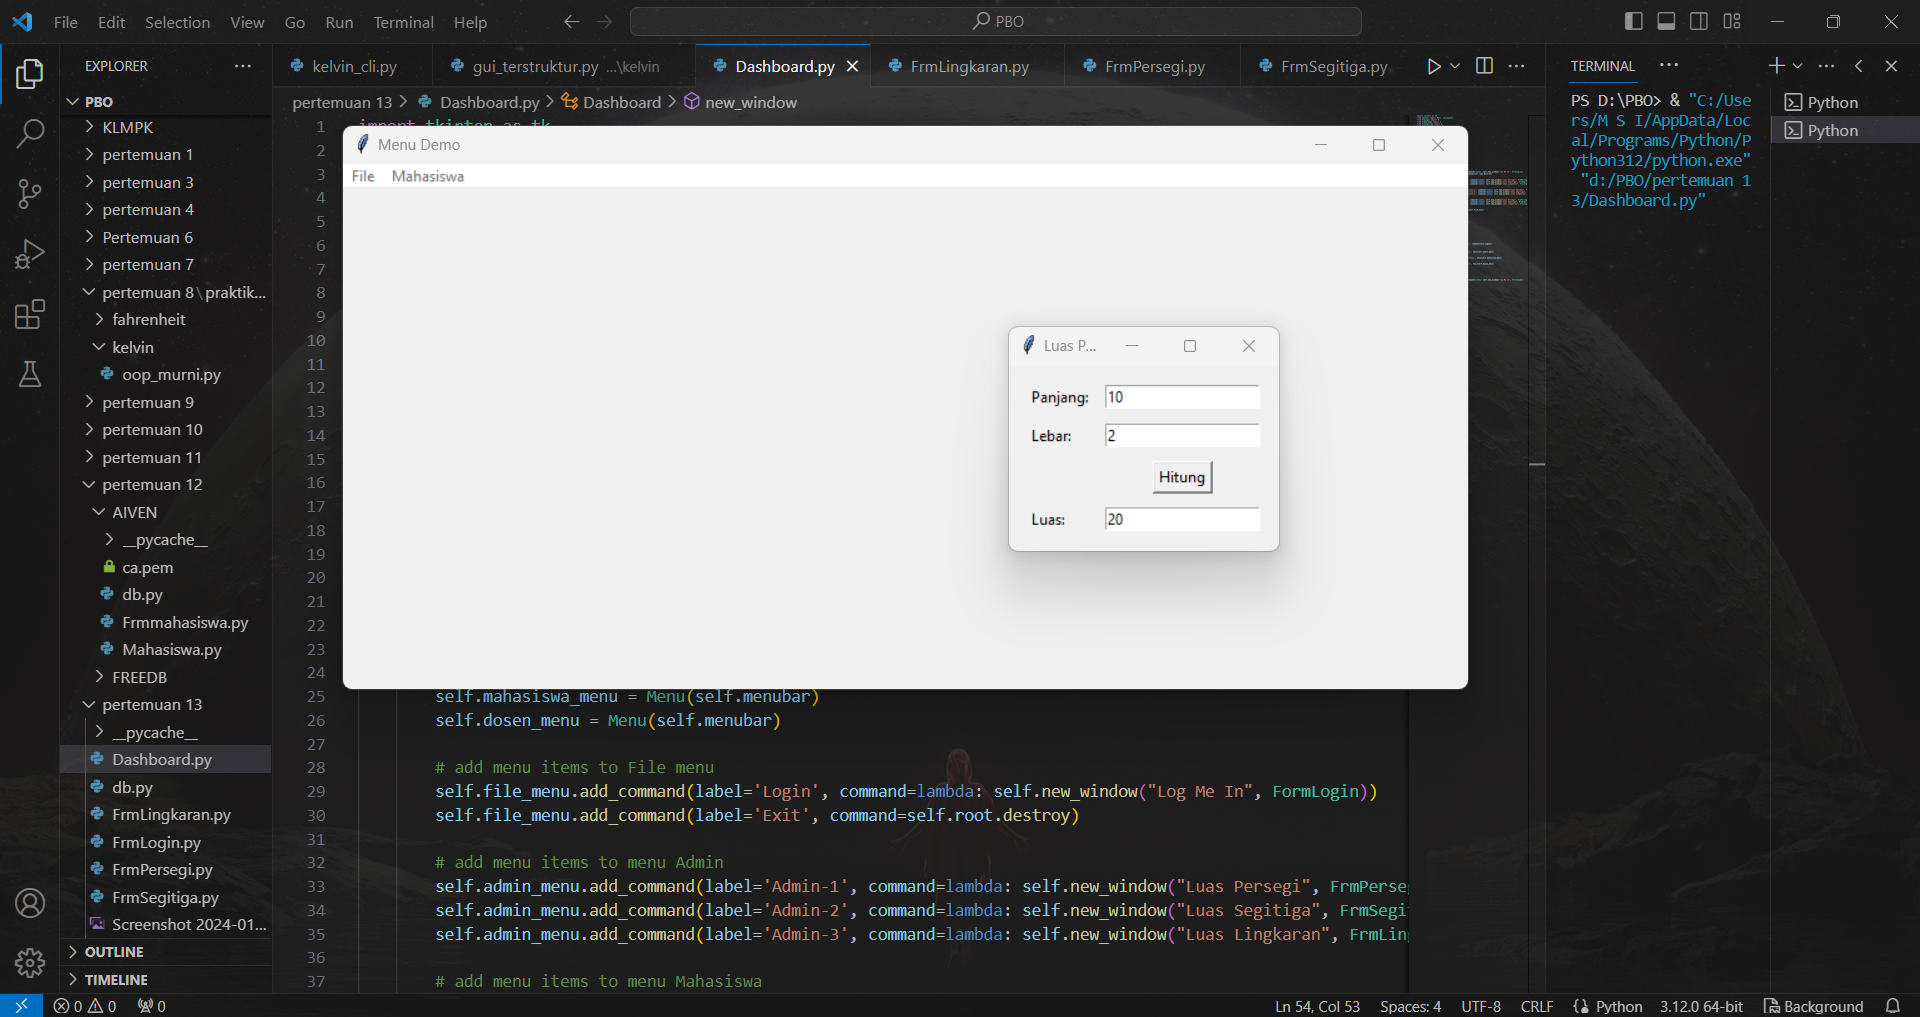 File Edit Selection View Go Run Terminal Help
PBO
EXPLORER
PBO
KLMPK
pertemuan 1
pertemuan 3
pertemuan 4
Pertemuan 6
pertemuan 7
pertemuan 8\praktik...
fahrenheit
kelvin
oop_murni.py
pertemuan 9
pertemuan 10
pertemuan 11
pertemuan 12
AIVEN
__pycache__
ca.pem
db.py
Frmmahasiswa.py
Mahasiswa.py
FREEDB
pertemuan 13
__pycache__
Dashboard.py
db.py
FrmLingkaran.py
FrmLogin.py
FrmPersegi.py
FrmSegitiga.py
Screenshot 2024-01...
OUTLINE
TIMELINE
kelvin_cli.py
gui_terstruktur.py ...\kelvin
Dashboard.py
FrmLingkaran.py
FrmPersegi.py
FrmSegitiga.py
pertemuan 13 > Dashboard.py > Dashboard > new_window
1 import tkinter as tk
2
3
4
5
6
7
8
9
10
11
12
13
14
15
16
17
18
19
20
21
22
23
24
25 self.mahasiswa_menu = Menu(self.menubar)
26 self.dosen_menu = Menu(self.menubar)
27
28 # add menu items to File menu
29 self.file_menu.add_command(label='Login', command=lambda: self.new_window("Log Me In", FormLogin))
30 self.file_menu.add_command(label='Exit', command=self.root.destroy)
31
32 # add menu items to menu Admin
33 self.admin_menu.add_command(label='Admin-1', command=lambda: self.new_window("Luas Persegi", FrmPerse
34 self.admin_menu.add_command(label='Admin-2', command=lambda: self.new_window("Luas Segitiga", FrmSegi
35 self.admin_menu.add_command(label='Admin-3', command=lambda: self.new_window("Luas Lingkaran", FrmLin
36
37 # add menu items to menu Mahasiswa
Menu Demo
File Mahasiswa
Luas P...
Panjang: 10
Lebar: 2
Hitung
Luas: 20
TERMINAL
PS D:\PBO> & "C:/Use
rs/M S I/AppData/Loc
al/Programs/Python/P
ython312/python.exe"
"d:/PBO/pertemuan 1
3/Dashboard.py"
Python
Python
0 0 0
Ln 54, Col 53 Spaces: 4 UTF-8 CRLF Python 3.12.0 64-bit Background